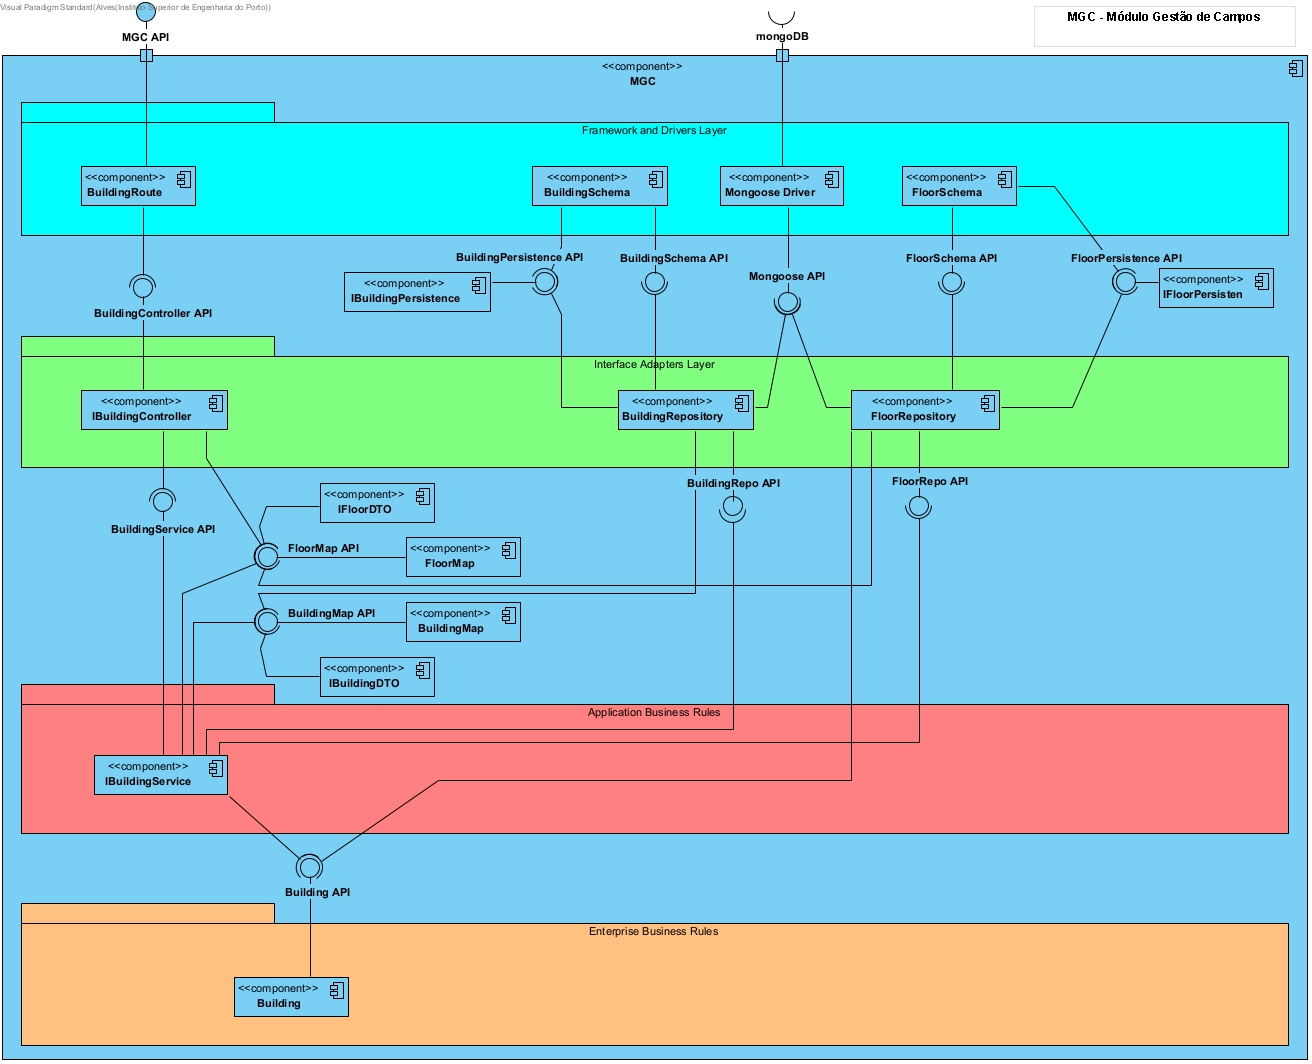 Visual Paradigm Standard(Alves(Instituto Superior de Engenharia do Porto))
MGC API
mongoDB
MGC - Módulo Gestão de Campos
<<component>>
MGC
Framework and Drivers Layer
<<component>>
BuildingRoute
<<component>>
BuildingSchema
<<component>>
Mongoose Driver
<<component>>
FloorSchema
BuildingPersistence API
BuildingSchema API
Mongoose API
FloorSchema API
FloorPersistence API
<<component>>
IBuildingPersistence
<<component>>
IFloorPersisten
BuildingController API
Interface Adapters Layer
<<component>>
IBuildingController
<<component>>
BuildingRepository
<<component>>
FloorRepository
BuildingRepo API
FloorRepo API
<<component>>
IFloorDTO
BuildingService API
FloorMap API
<<component>>
FloorMap
BuildingMap API
<<component>>
BuildingMap
<<component>>
IBuildingDTO
Application Business Rules
<<component>>
IBuildingService
Building API
Enterprise Business Rules
<<component>>
Building